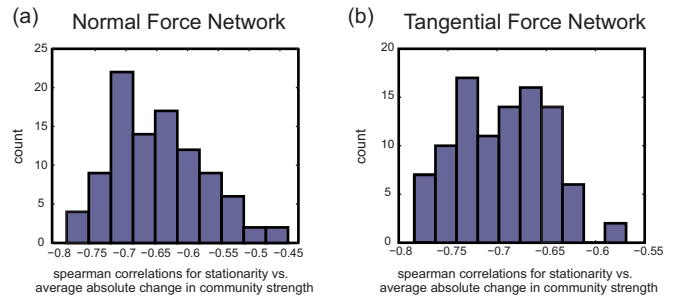 (a) Normal Force Network
25
20
15
10
5
0
count
−0.8 −0.75 −0.7 −0.65 −0.6 −0.55 −0.5 −0.45
spearman correlations for stationarity vs.
average absolute change in community strength
(b) Tangential Force Network
20
15
10
5
0
count
−0.8 −0.75 −0.7 −0.65 −0.6 −0.55
spearman correlations for stationarity vs.
average absolute change in community strength